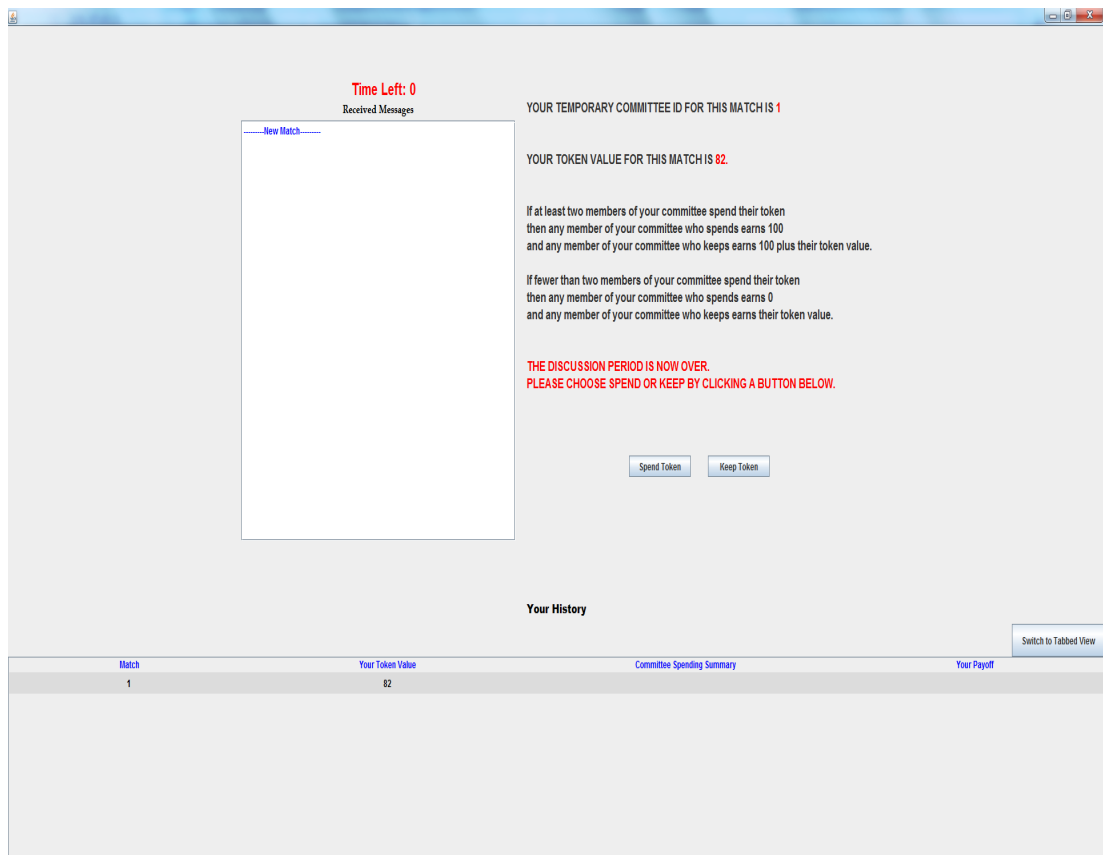 Time Left: 0
Received Messages
---------New Match---------
YOUR TEMPORARY COMMITTEE ID FOR THIS MATCH IS 1
YOUR TOKEN VALUE FOR THIS MATCH IS 82.
If at least two members of your committee spend their token
then any member of your committee who spends earns 100
and any member of your committee who keeps earns 100 plus their token value.
If fewer than two members of your committee spend their token
then any member of your committee who spends earns 0
and any member of your committee who keeps earns their token value.
THE DISCUSSION PERIOD IS NOW OVER.
PLEASE CHOOSE SPEND OR KEEP BY CLICKING A BUTTON BELOW.
Spend Token Keep Token
Your History
Switch to Tabbed View
Match Your Token Value Committee Spending Summary Your Payoff
1 82